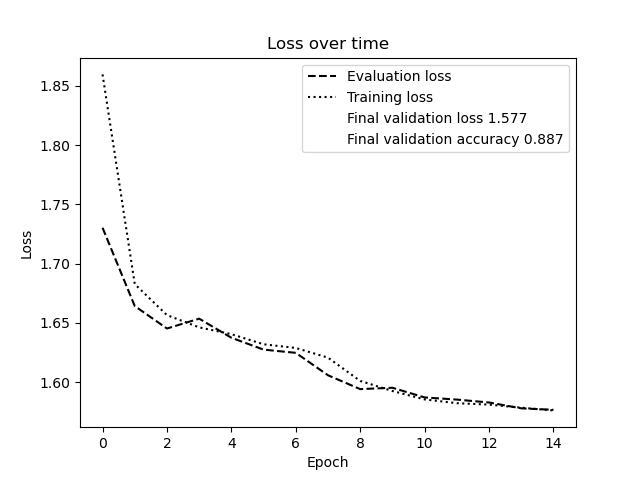 Loss over time
Evaluation loss
Training loss
Final validation loss 1.577
Final validation accuracy 0.887
Loss
1.85
1.80
1.75
1.70
1.65
1.60
0 2 4 6 8 10 12 14
Epoch